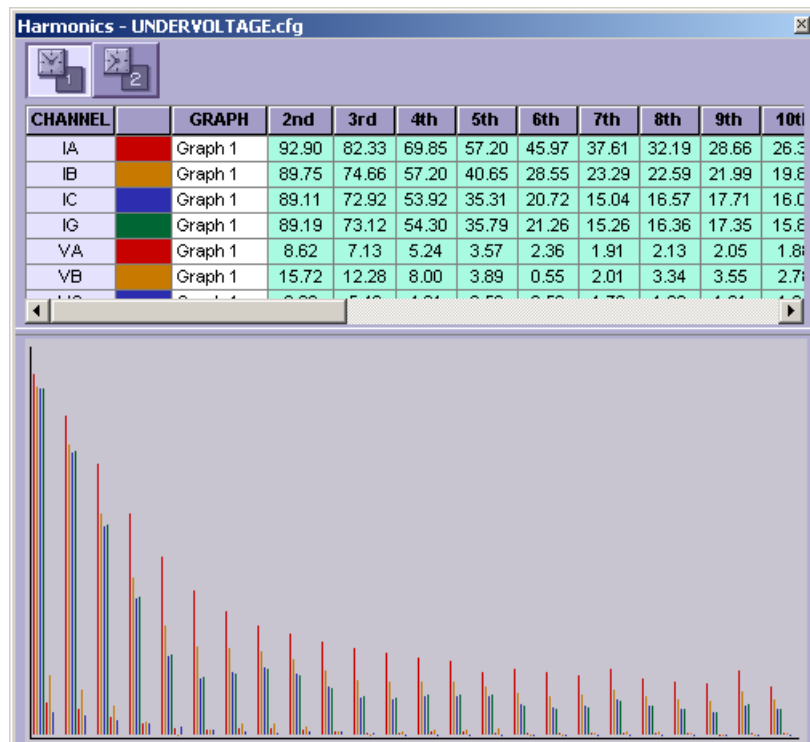 Harmonics - UNDERVOLTAGE.cfg
1 2
CHANNEL GRAPH 2nd 3rd 4th 5th 6th 7th 8th 9th
IA Graph 1 92.90 82.33 69.85 57.20 45.97 37.61 32.19 28.66
IB Graph 1 89.75 74.66 57.20 40.65 28.55 23.29 22.59 21.99
IC Graph 1 89.11 72.92 53.92 35.31 20.72 15.04 16.57 17.71
IG Graph 1 89.19 73.12 54.30 35.79 21.26 15.26 16.36 17.35
VA Graph 1 8.62 7.13 5.24 3.57 2.36 1.91 2.13 2.05
VB Graph 1 15.72 12.28 8.00 3.89 0.55 2.01 3.34 3.55